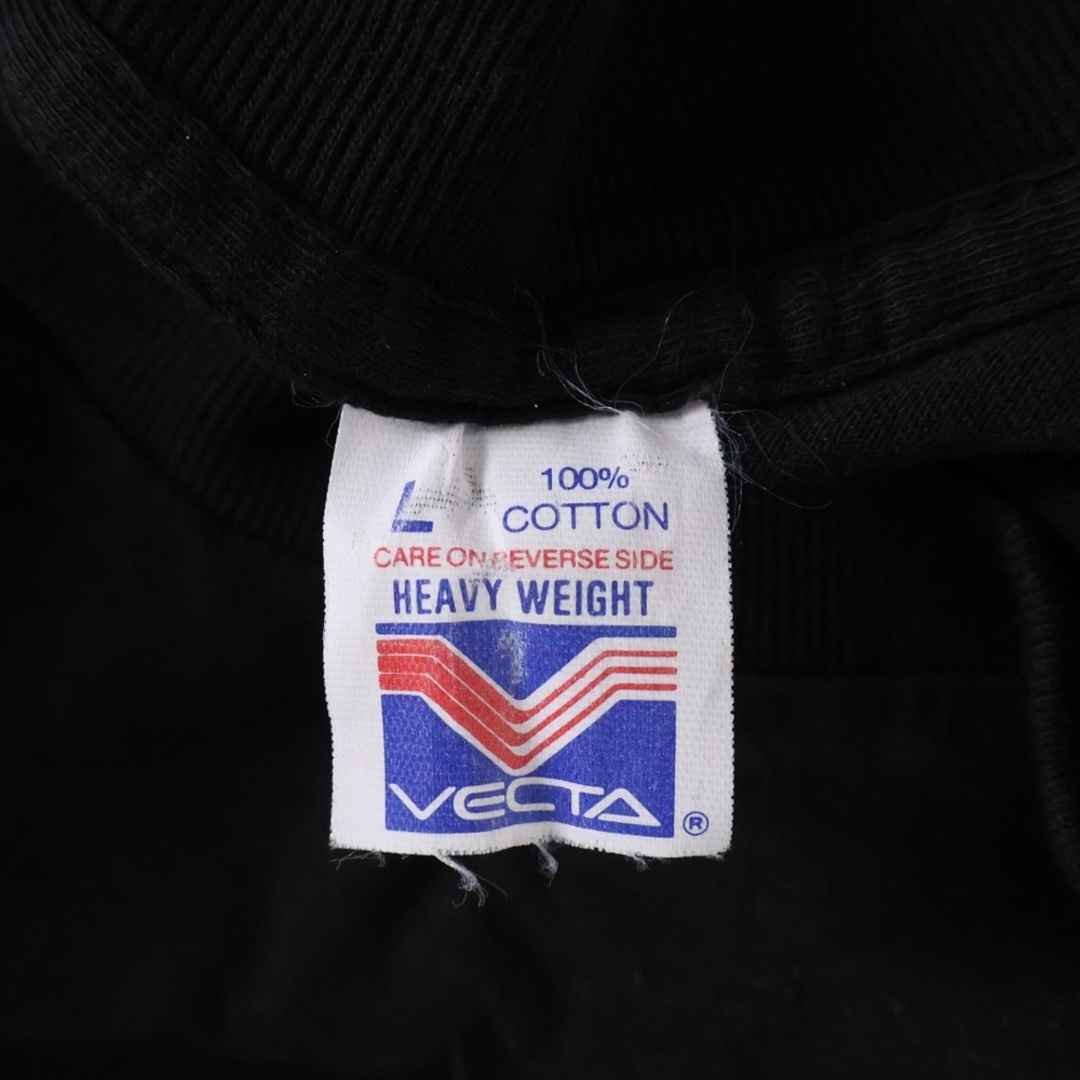 L
100%
COTTON
CARE ON REVERSE SIDE
HEAVY WEIGHT
VECTA ®